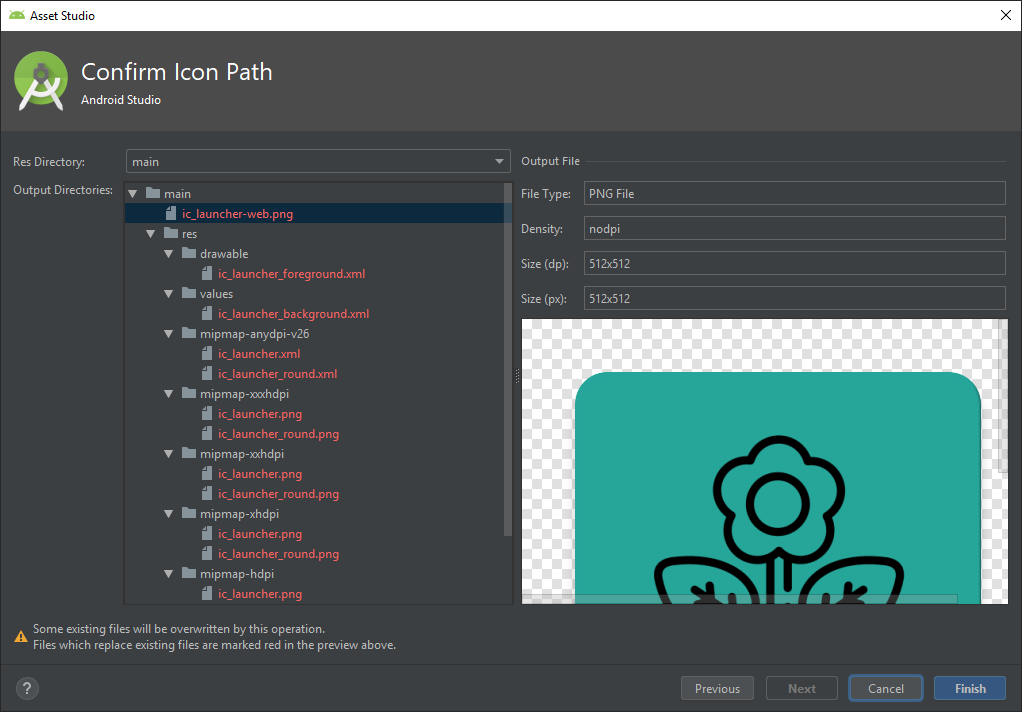 Asset Studio
Confirm Icon Path
Android Studio
Res Directory:
main
Output Directories:
main
ic_launcher-web.png
res
drawable
ic_launcher_foreground.xml
values
ic_launcher_background.xml
mipmap-anydpi-v26
ic_launcher.xml
ic_launcher_round.xml
mipmap-xxxhdpi
ic_launcher.png
ic_launcher_round.png
mipmap-xxhdpi
ic_launcher.png
ic_launcher_round.png
mipmap-xhdpi
ic_launcher.png
ic_launcher_round.png
mipmap-hdpi
ic_launcher.png
Output File
File Type:
PNG File
Density:
nodpi
Size (dp):
512x512
Size (px):
512x512
Some existing files will be overwritten by this operation.
Files which replace existing files are marked red in the preview above.
?
Previous
Next
Cancel
Finish